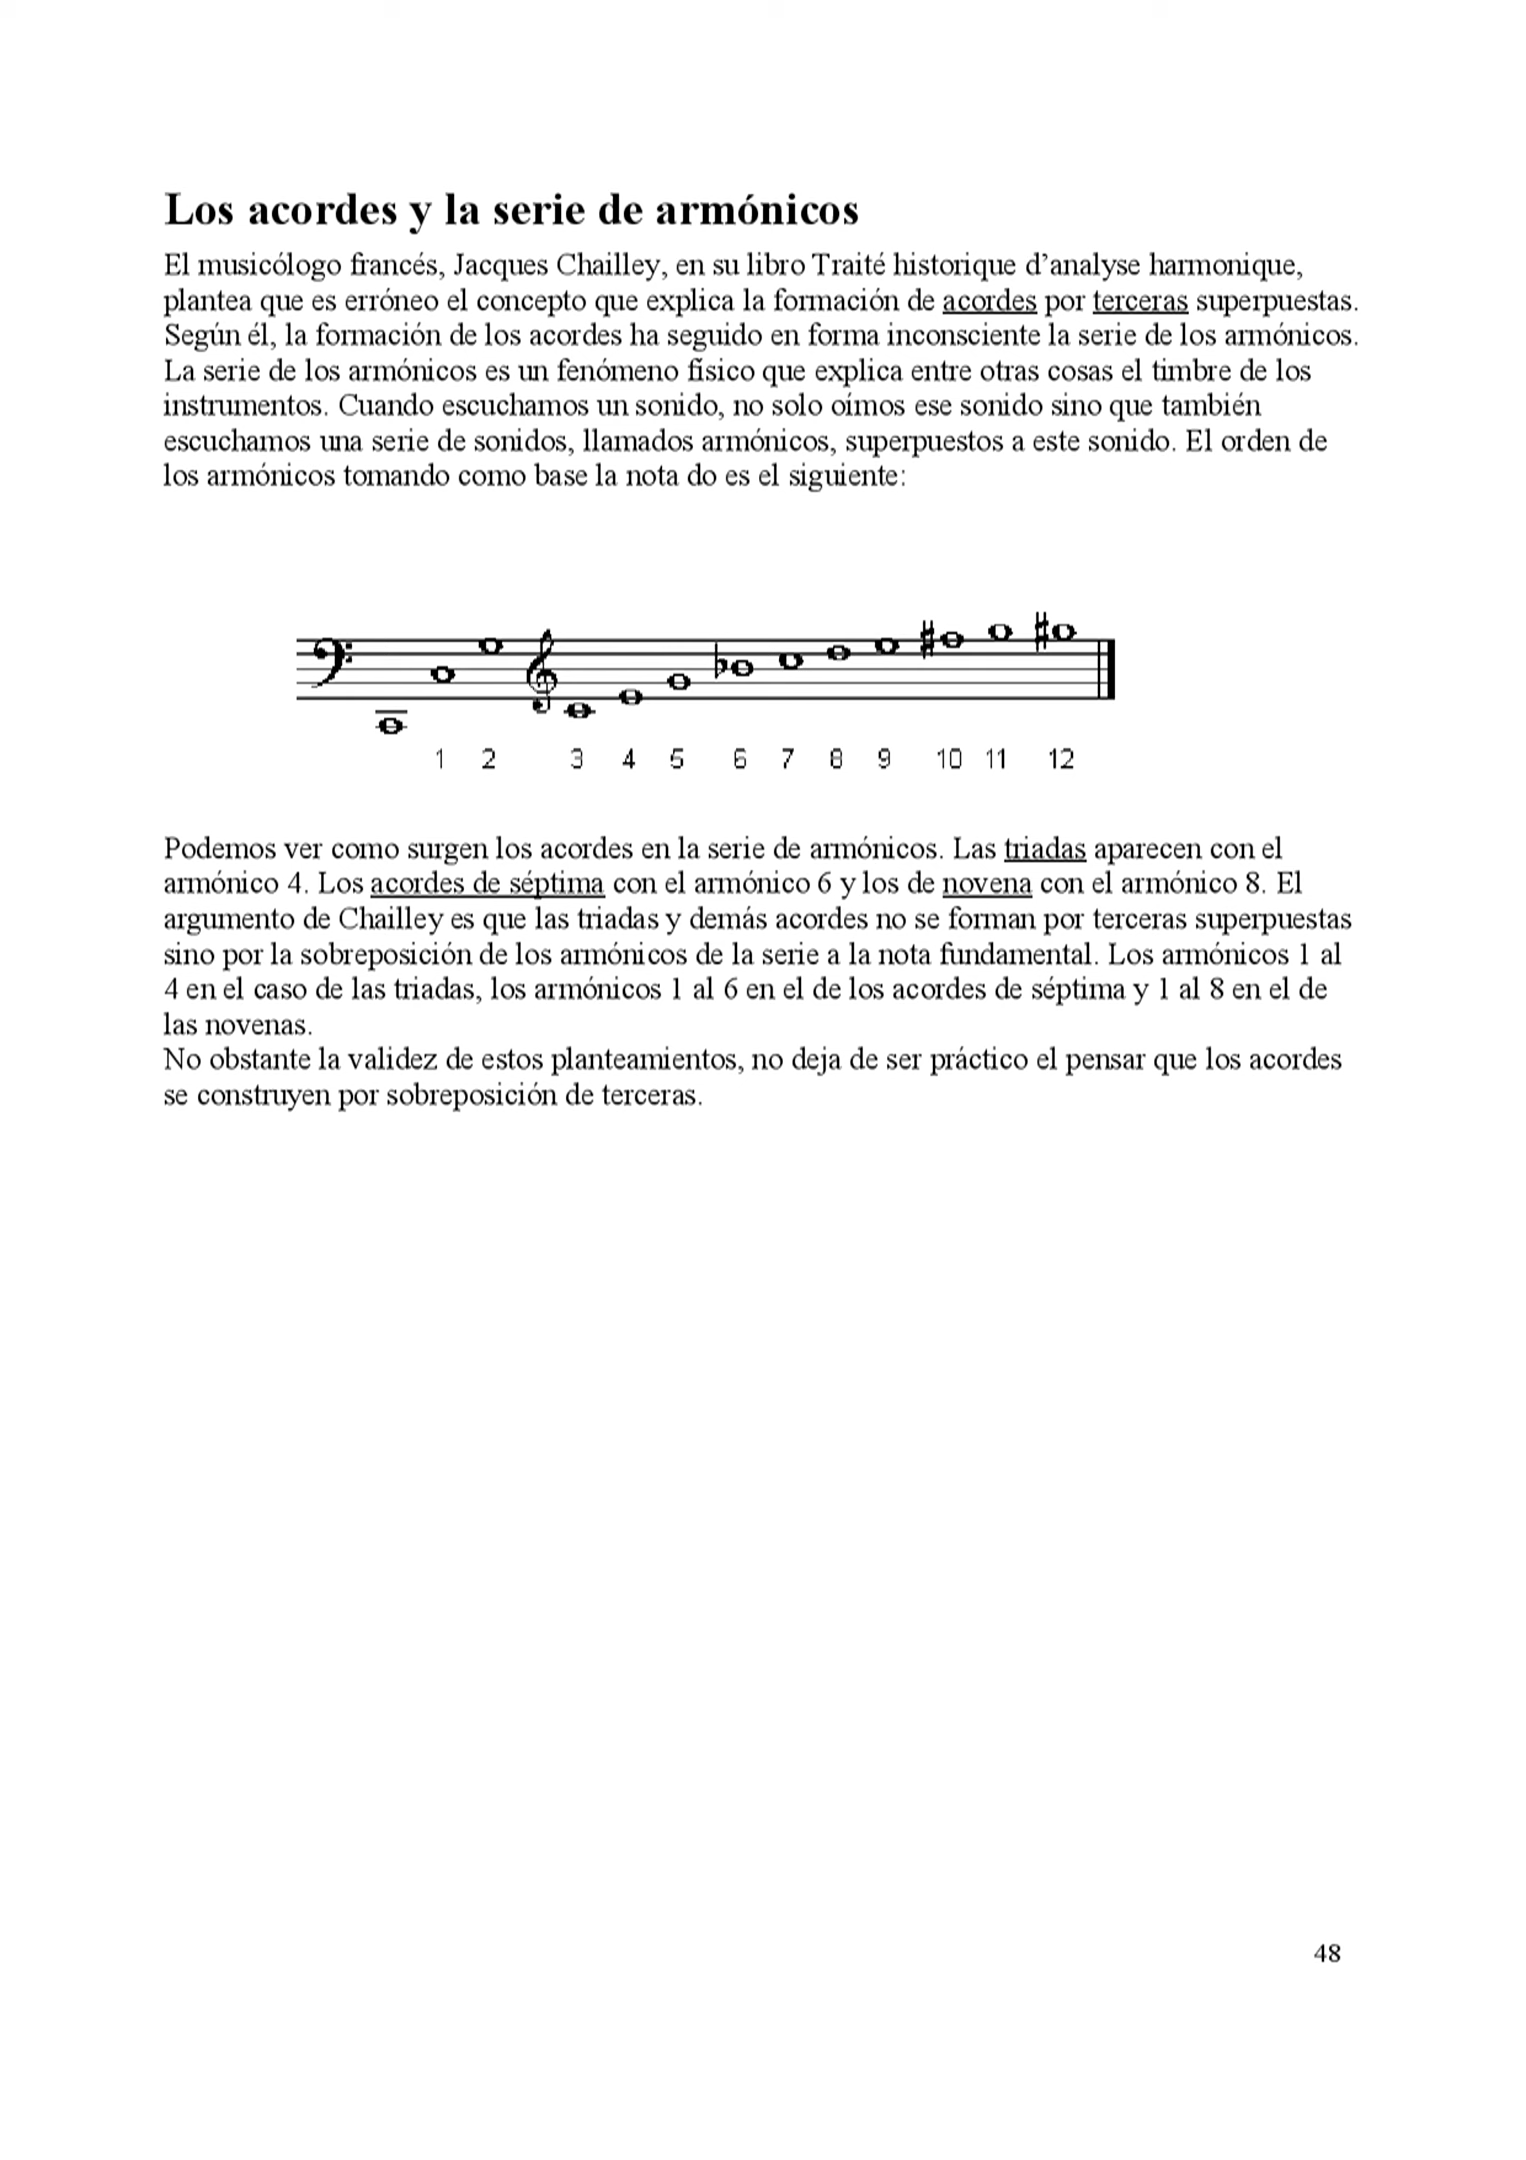 Los acordes y la serie de armónicos
El musicólogo francés, Jacques Chailley, en su libro Traité historique d’analyse harmonique,
plantea que es erróneo el concepto que explica la formación de acordes por terceras superpuestas.
Según él, la formación de los acordes ha seguido en forma inconsciente la serie de los armónicos.
La serie de los armónicos es un fenómeno físico que explica entre otras cosas el timbre de los
instrumentos. Cuando escuchamos un sonido, no solo oímos ese sonido sino que también
escuchamos una serie de sonidos, llamados armónicos, superpuestos a este sonido. El orden de
los armónicos tomando como base la nota do es el siguiente:
1 2 3 4 5 6 7 8 9 10 11 12
Podemos ver como surgen los acordes en la serie de armónicos. Las triadas aparecen con el
armónico 4. Los acordes de séptima con el armónico 6 y los de novena con el armónico 8. El
argumento de Chailley es que las triadas y demás acordes no se forman por terceras superpuestas
sino por la sobreposición de los armónicos de la serie a la nota fundamental. Los armónicos 1 al
4 en el caso de las triadas, los armónicos 1 al 6 en el de los acordes de séptima y 1 al 8 en el de
las novenas.
No obstante la validez de estos planteamientos, no deja de ser práctico el pensar que los acordes
se construyen por sobreposición de terceras.
48